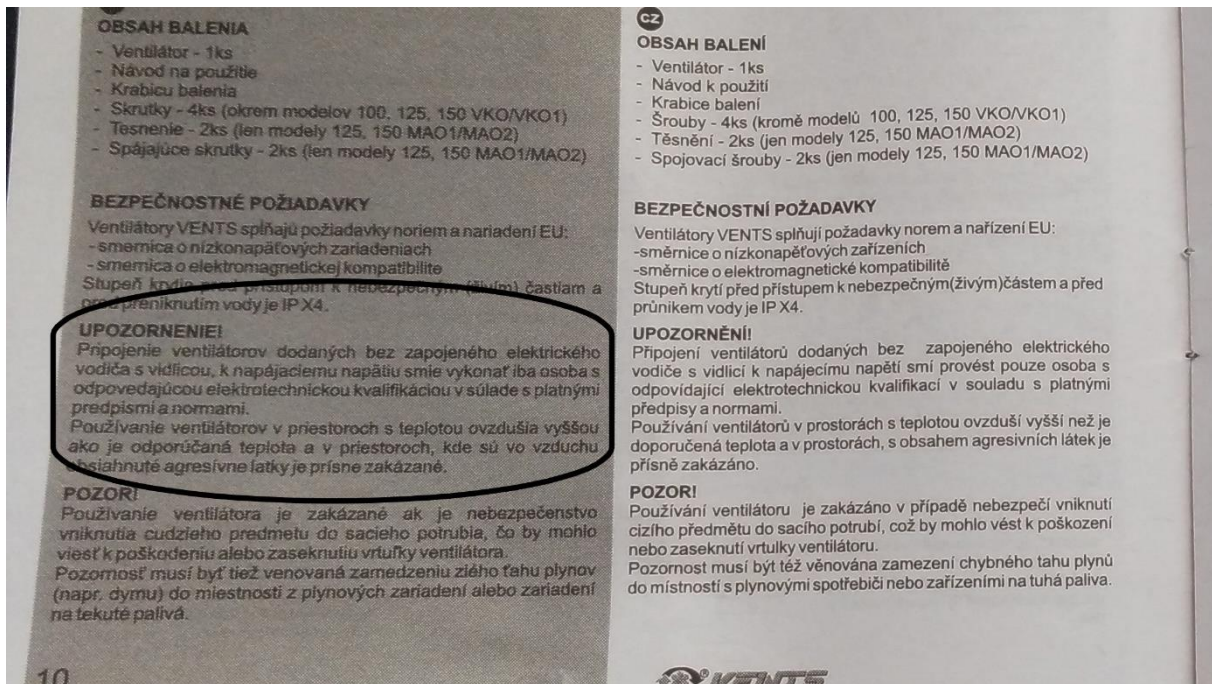 OBSAH BALENIA
- Ventilátor - 1ks
- Návod na použitie
- Krabicu balenia
- Skrutky - 4ks (okrem modelov 100, 125, 150 VKO/VKO1)
- Tesnenie - 2ks (len modely 125, 150 MAO1/MAO2)
- Spájajúce skrutky - 2ks (len modely 125, 150 MAO1/MAO2)
BEZPEČNOSTNÉ POŽIADAVKY
Ventilátory VENTS spĺňajú požiadavky noriem a nariadení EU:
-smernica o nízkonapäťových zariadeniach
-smernica o elektromagnetickej kompatibilite
Stupeň krytie pred prístupom k nebezpečným (živím) častiam a
pred preniknutím vody je IP X4.
UPOZORNENIE!
Pripojenie ventilátorov dodaných bez zapojeného elektrického
vodiča s vidlicou, k napájaciemu napätiu smie vykonať iba osoba s
odpovedajúcou elektrotechnickou kvalifikáciou v súlade s platnými
predpismi a normami.
Používanie ventilátorov v priestoroch s teplotou ovzdušia vyššou
ako je odporúčaná teplota a v priestoroch, kde sú vo vzduchu
obsiahnuté agresívne latky je prísne zakázané.
POZOR!
Používanie ventilátora je zakázané ak je nebezpečenstvo
vniknutia cudzieho predmetu do sacieho potrubia, čo by mohlo
viesť k poškodeniu alebo zaseknutiu vrtuľky ventilátora.
Pozornosť musí byť tiež venovaná zamedzeniu zlého ťahu plynov
(napr. dymu) do miestnosti z plynových zariadení alebo zariadení
na tekuté palivá.
10
CZ
OBSAH BALENÍ
- Ventilátor - 1ks
- Návod k použití
- Krabice balení
- Šrouby - 4ks (kromě modelů 100, 125, 150 VKO/VKO1)
- Těsnění - 2ks (jen modely 125, 150 MAO1/MAO2)
- Spojovací šrouby - 2ks (jen modely 125, 150 MAO1/MAO2)
BEZPEČNOSTNÍ POŽADAVKY
Ventilátory VENTS splňují požadavky norem a nařízení EU:
-směrnice o nízkonapěťových zařízeních
-směrnice o elektromagnetické kompatibilitě
Stupeň krytí před přístupem k nebezpečným(živým)částem a před
průnikem vody je IP X4.
UPOZORNĚNÍ!
Připojení ventilátorů dodaných bez zapojeného elektrického
vodiče s vidlicí k napájecímu napětí smí provést pouze osoba s
odpovídající elektrotechnickou kvalifikací v souladu s platnými
předpisy a normami.
Používání ventilátorů v prostorách s teplotou ovzduší vyšší než je
doporučená teplota a v prostorách, s obsahem agresivních látek je
přísně zakázáno.
POZOR!
Používání ventilátoru je zakázáno v případě nebezpečí vniknutí
cizího předmětu do sacího potrubí, což by mohlo vést k poškození
nebo zaseknutí vrtulky ventilátoru.
Pozornost musí být též věnována zamezení chybného tahu plynů
do místností s plynovými spotřebiči nebo zařízeními na tuhá paliva.
VENTS